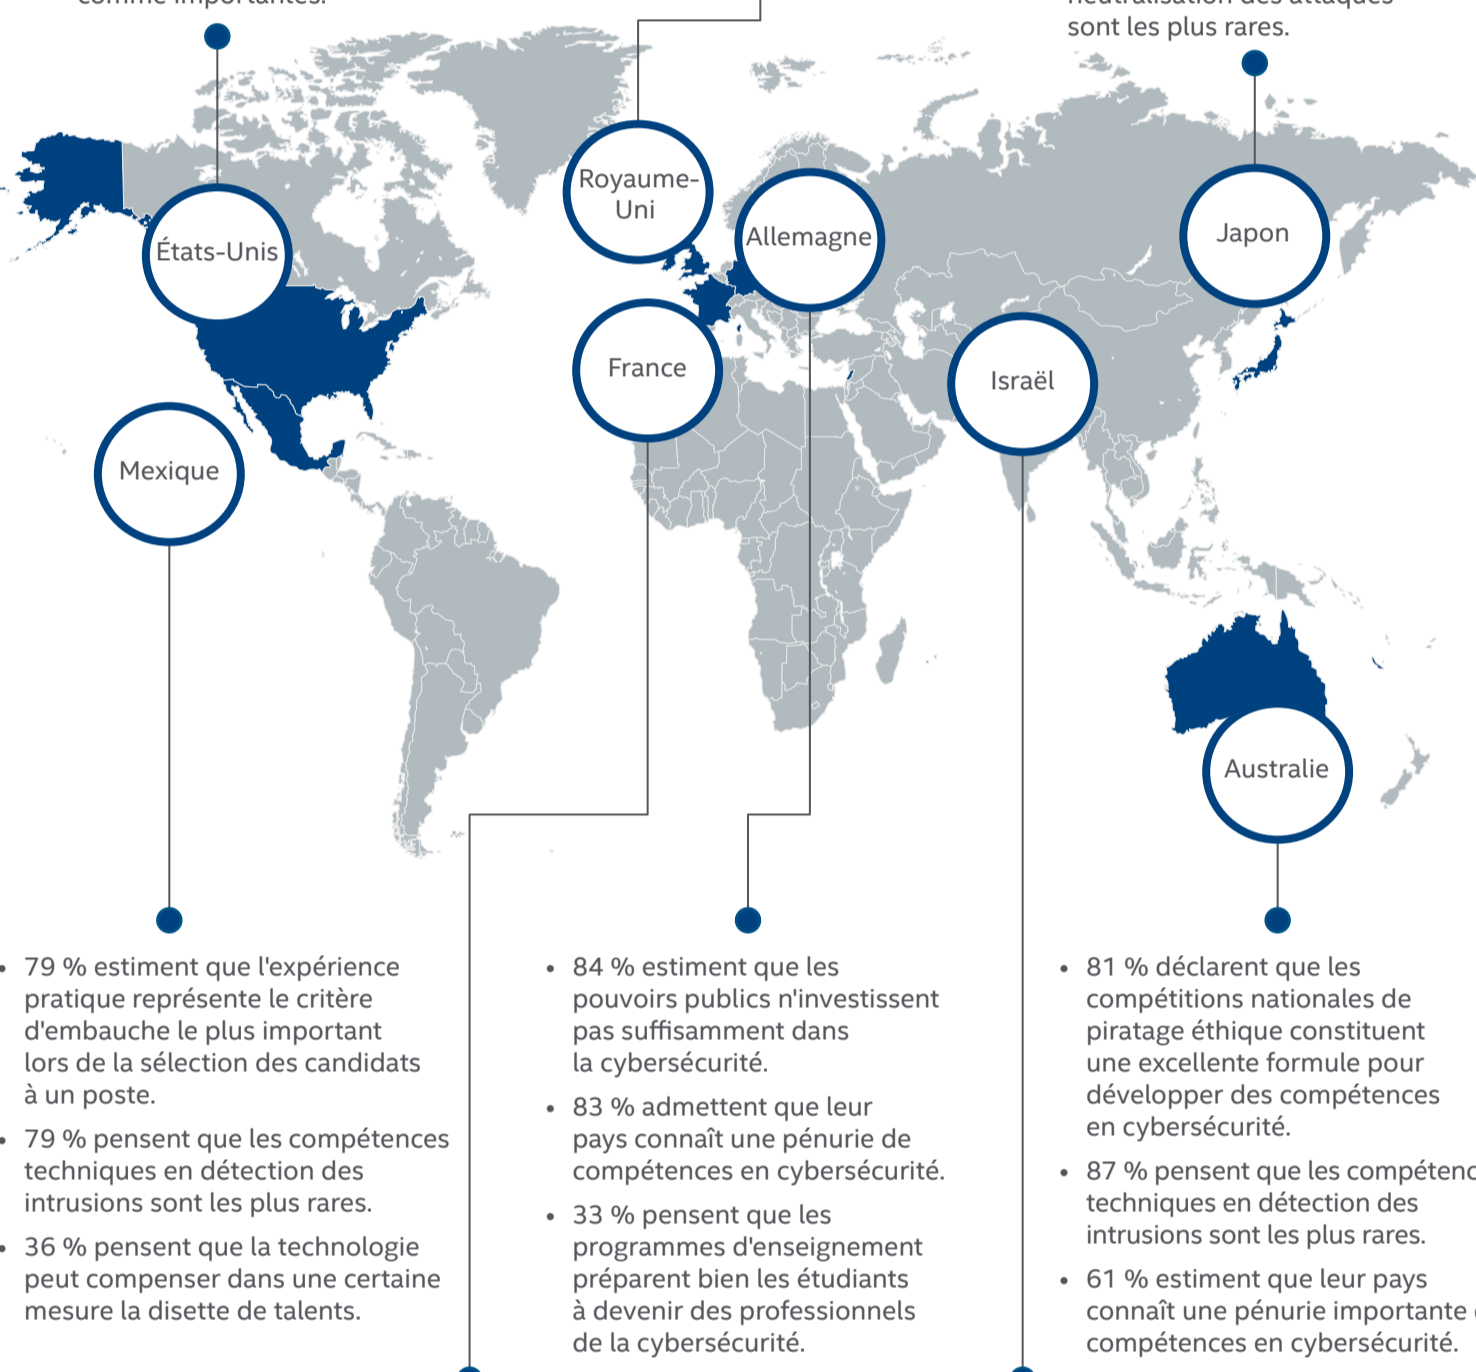 comme importantes.
neutralisation des attaques
sont les plus rares.
Royaume-
Uni
Allemagne
États-Unis
Japon
France
Israël
Mexique
Australie
• 79 % estiment que l'expérience
pratique représente le critère
d'embauche le plus important
lors de la sélection des candidats
à un poste.
• 79 % pensent que les compétences
techniques en détection des
intrusions sont les plus rares.
• 36 % pensent que la technologie
peut compenser dans une certaine
mesure la disette de talents.
• 84 % estiment que les
pouvoirs publics n'investissent
pas suffisamment dans
la cybersécurité.
• 83 % admettent que leur
pays connaît une pénurie de
compétences en cybersécurité.
• 33 % pensent que les
programmes d'enseignement
préparent bien les étudiants
à devenir des professionnels
de la cybersécurité.
• 81 % déclarent que les
compétitions nationales de
piratage éthique constituent
une excellente formule pour
développer des compétences
en cybersécurité.
• 87 % pensent que les compétenc
techniques en détection des
intrusions sont les plus rares.
• 61 % estiment que leur pays
connaît une pénurie importante
compétences en cybersécurité.